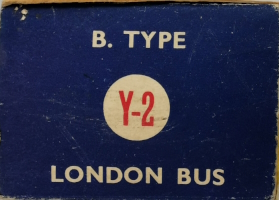 B. TYPE
Y-2
LONDON BUS